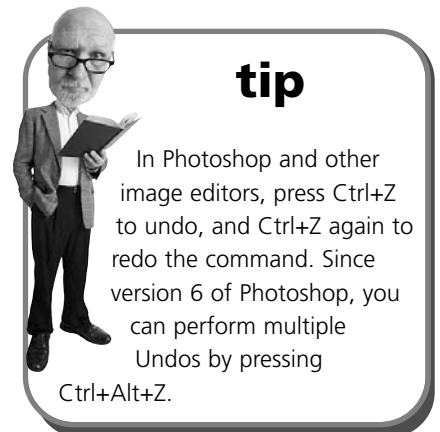 tip
In Photoshop and other
image editors, press Ctrl+Z
to undo, and Ctrl+Z again to
redo the command. Since
version 6 of Photoshop, you
can perform multiple
Undos by pressing
Ctrl+Alt+Z.